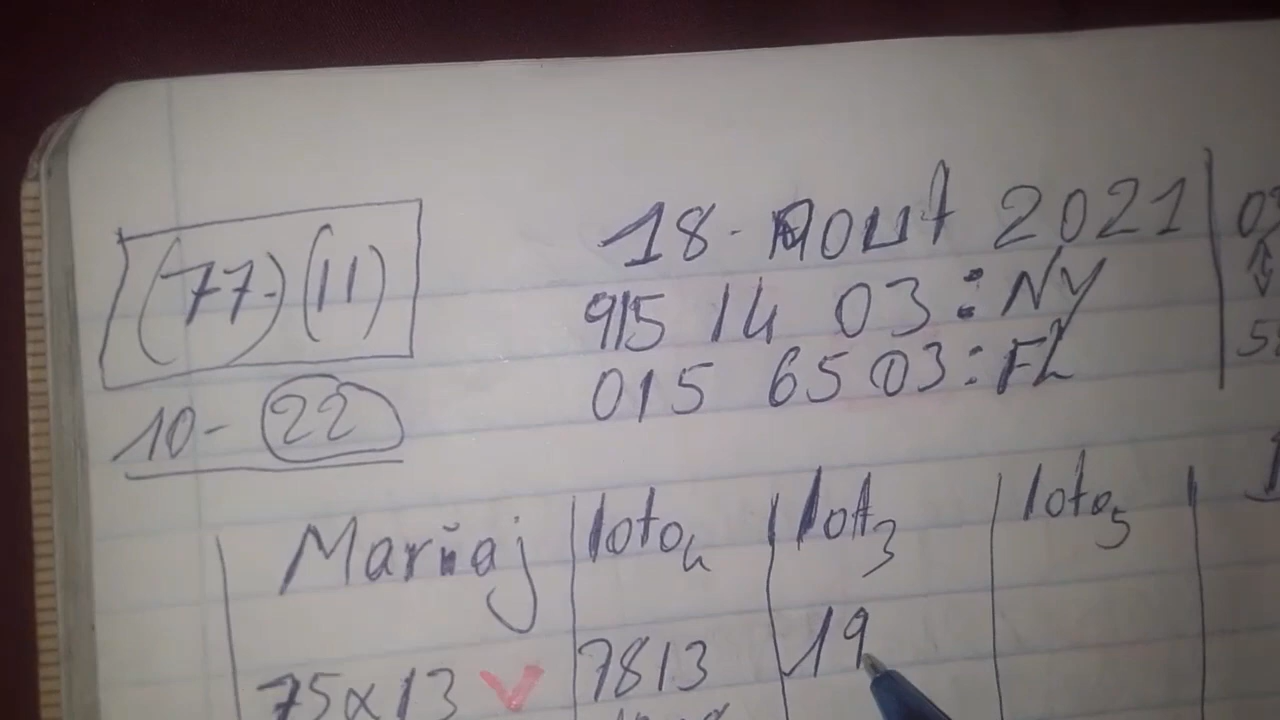 (77) (11)
10 - 22
18 - Aout 2021
915 14 03 : NY
015 65 03 : FL
Mariaj loto4 lot3 loto5
75x13 7813 19